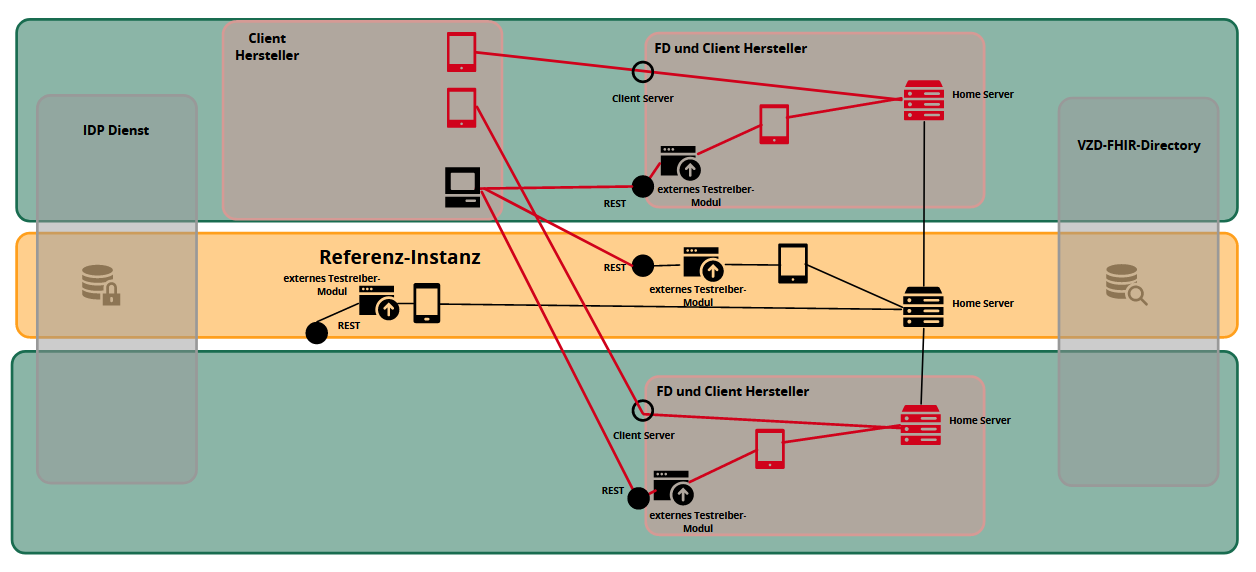 Client
Hersteller
FD und Client Hersteller
Client Server
Home Server
IDP Dienst
VZD-FHIR-Directory
externes Testreiber-
Modul
REST
Referenz-Instanz
externes Testreiber-
Modul
REST
REST
externes Testreiber-
Modul
Home Server
FD und Client Hersteller
Client Server
Home Server
REST
externes Testreiber-
Modul